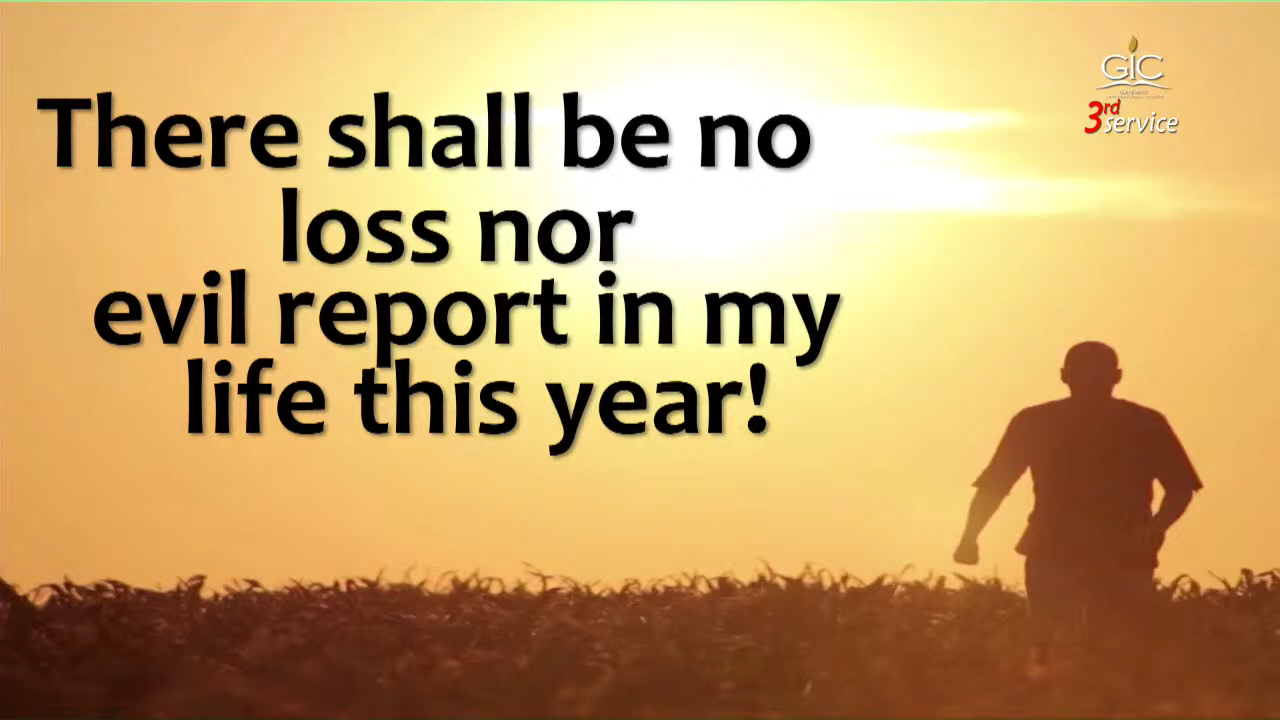 There shall be no
loss nor
evil report in my
life this year!
GIC
3rd
service